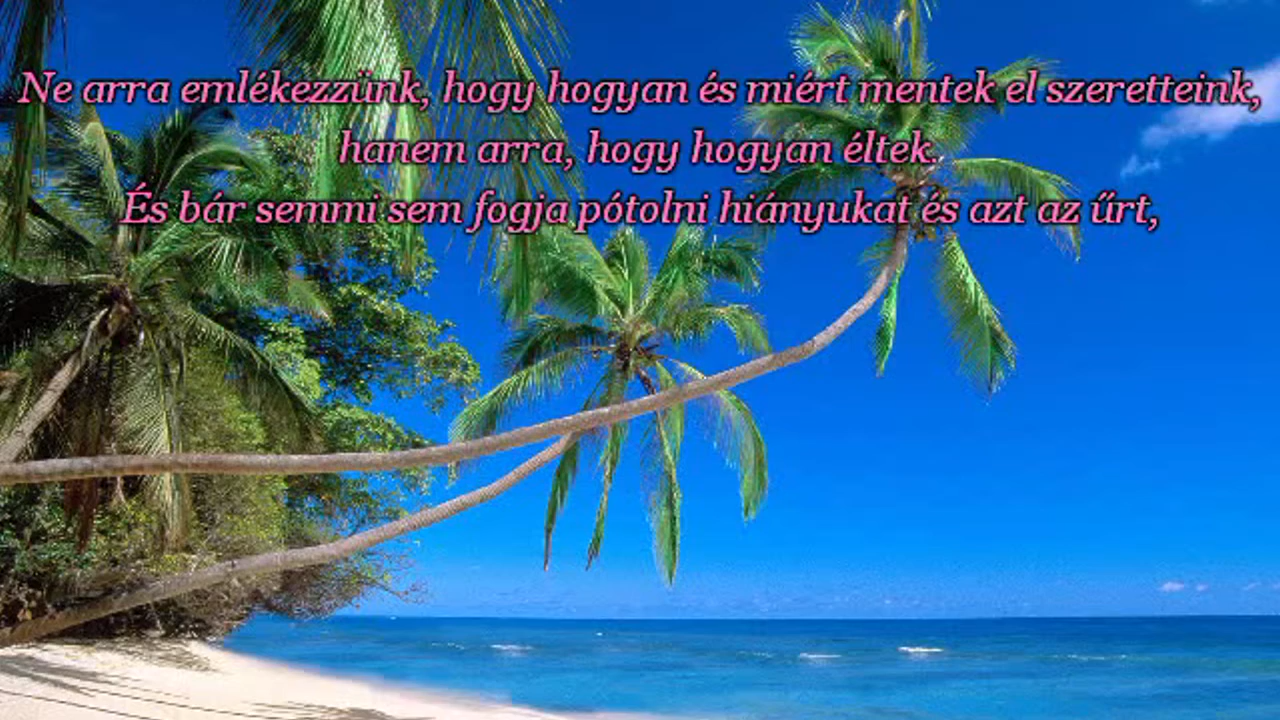 Ne arra emlékezzünk, hogy hogyan és miért mentek el szeretteink,
hanem arra, hogy hogyan éltek.
És bár semmi sem fogja pótolni hiányukat és azt az űrt,